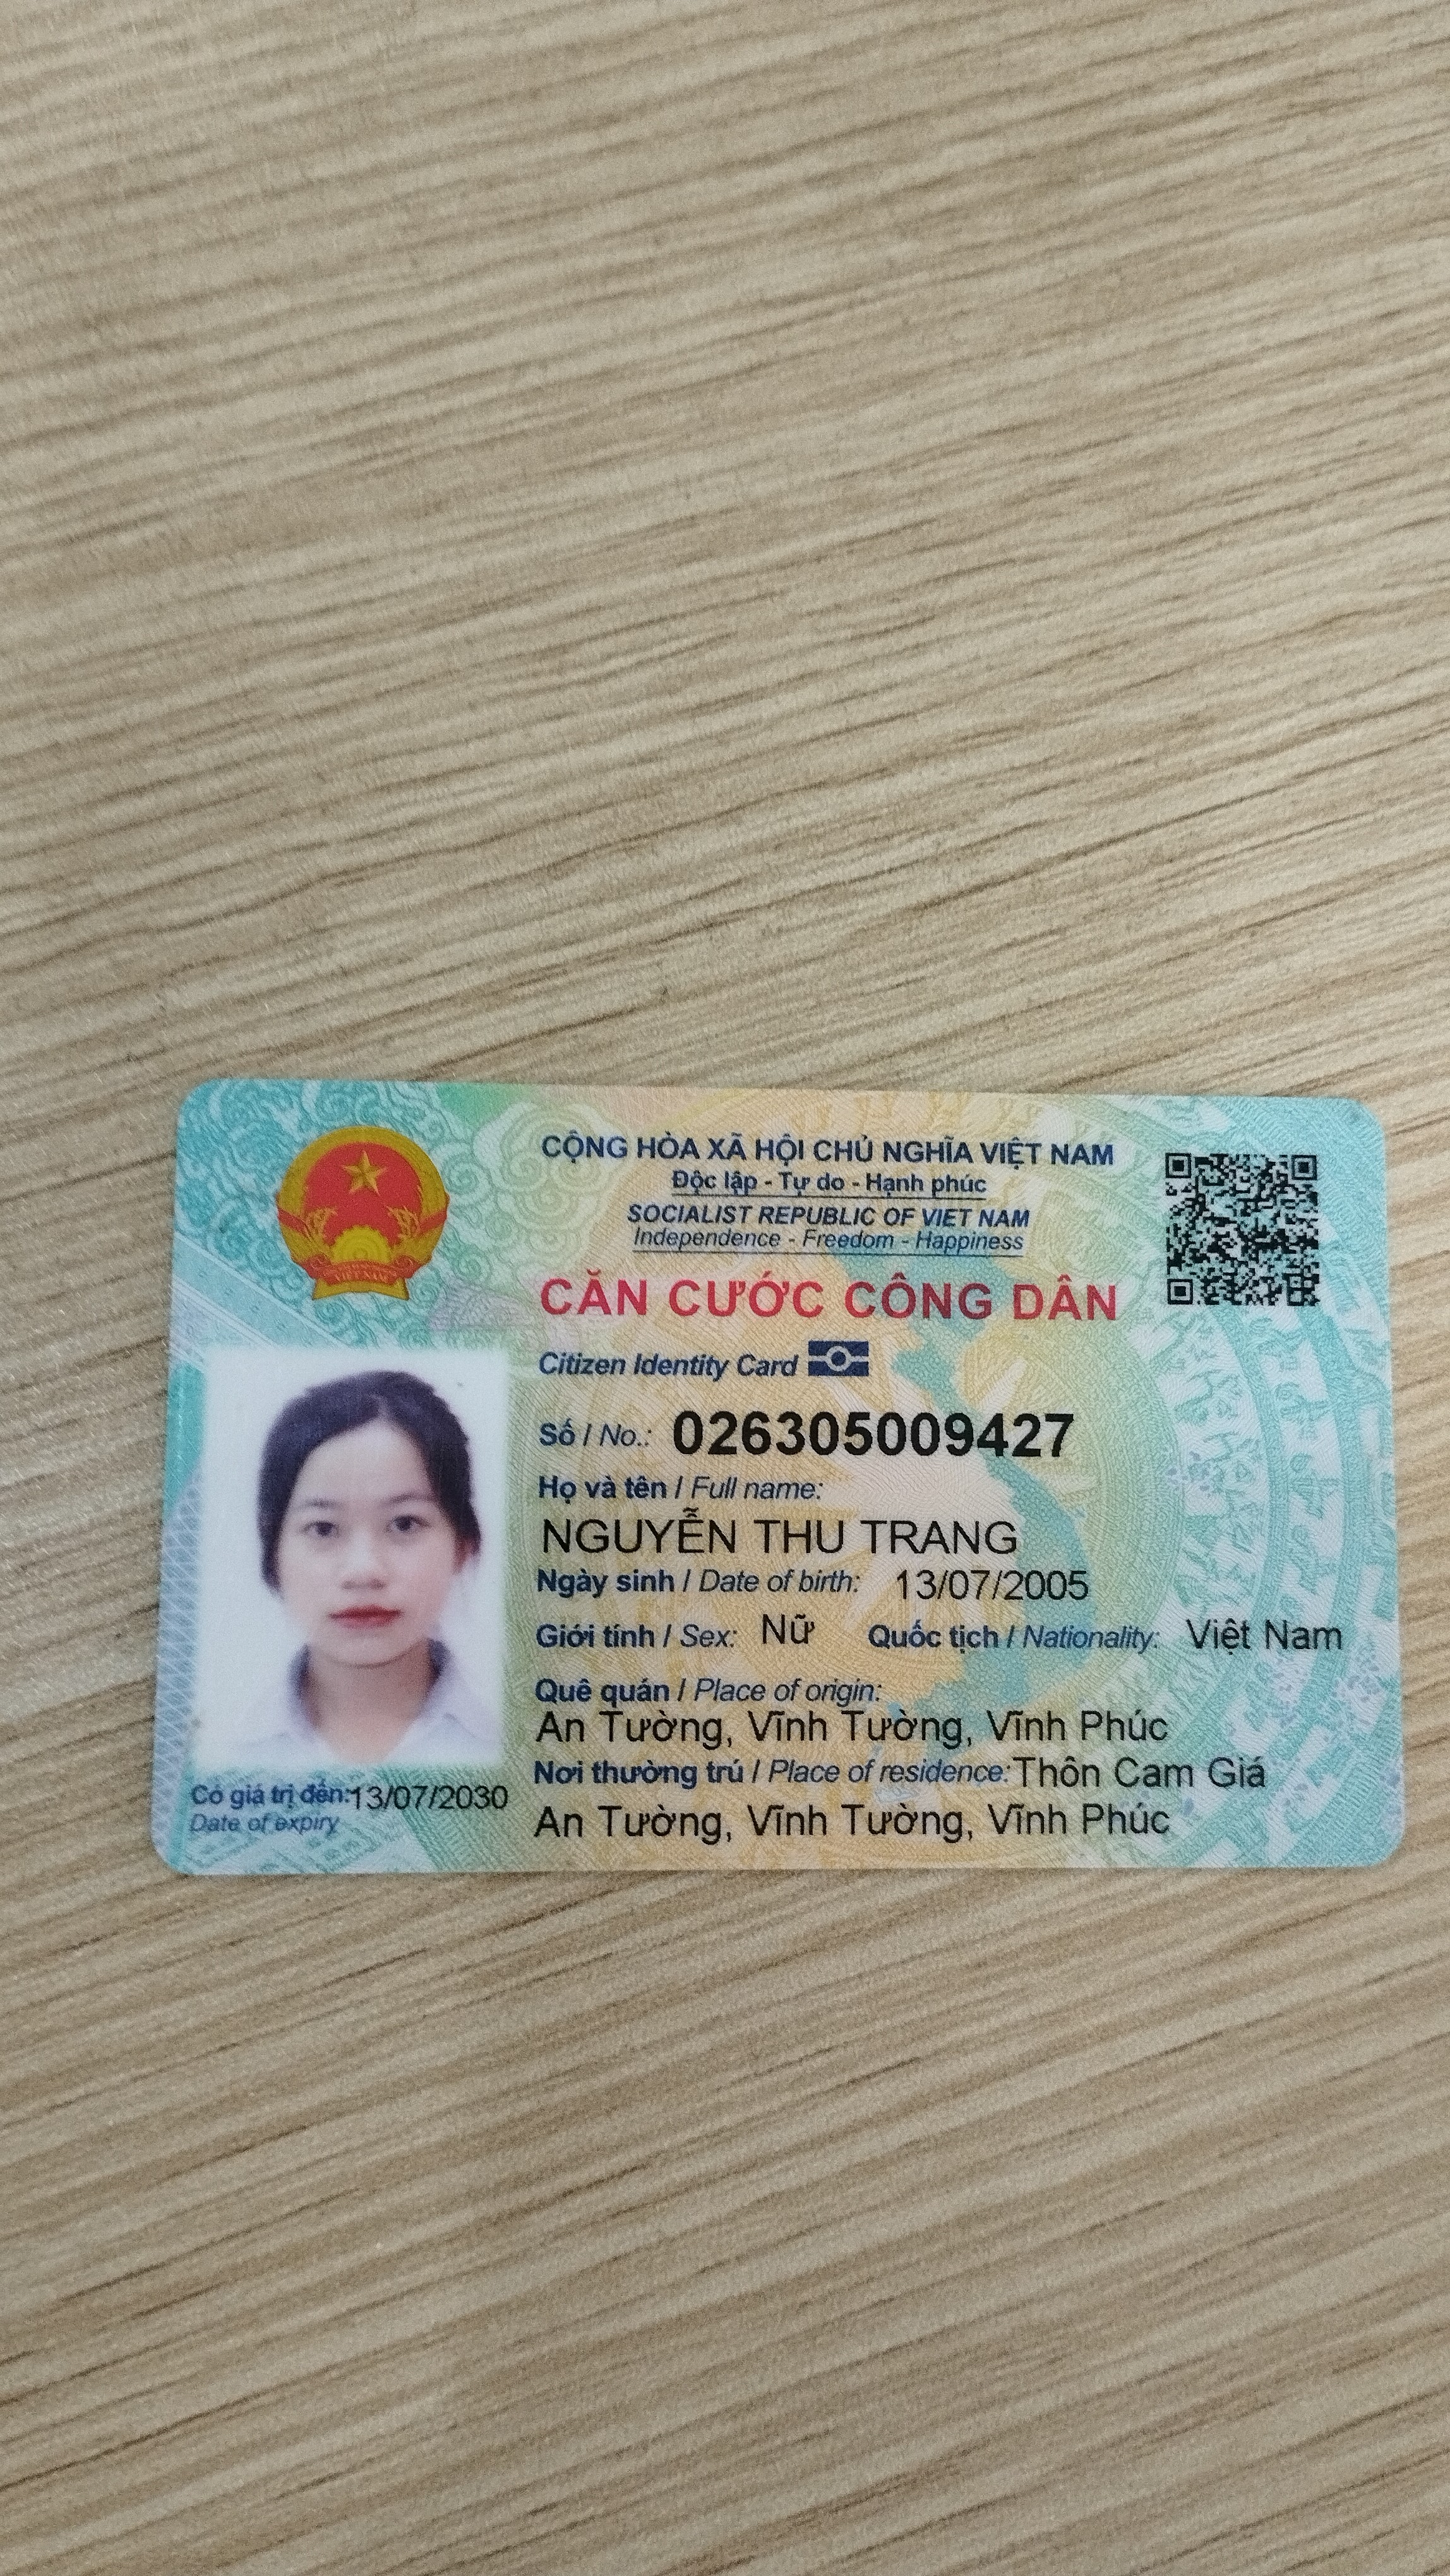 CỘNG HÒA XÃ HỘI CHỦ NGHĨA VIỆT NAM
Độc lập - Tự do - Hạnh phúc
SOCIALIST REPUBLIC OF VIET NAM
Independence - Freedom - Happiness
CĂN CƯỚC CÔNG DÂN
Citizen Identity Card
Số / No.: 026305009427
Họ và tên / Full name:
NGUYỄN THU TRANG
Ngày sinh / Date of birth: 13/07/2005
Giới tính / Sex: Nữ Quốc tịch / Nationality: Việt Nam
Quê quán / Place of origin:
An Tường, Vĩnh Tường, Vĩnh Phúc
Nơi thường trú / Place of residence: Thôn Cam Giá
An Tường, Vĩnh Tường, Vĩnh Phúc
Có giá trị đến: 13/07/2030
Date of expiry
VIỆT NAM